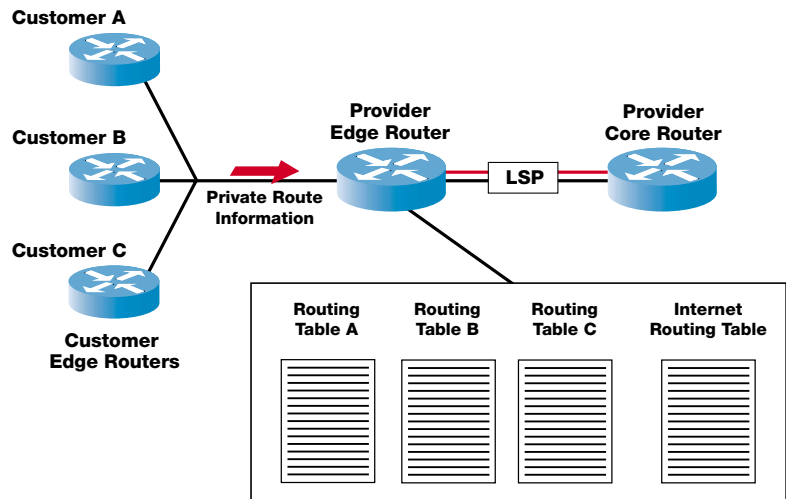 Customer A
Customer B
Customer C
Customer
Edge Routers
Private Route
Information
Provider
Edge Router
LSP
Provider
Core Router
Routing
Table A
Routing
Table B
Routing
Table C
Internet
Routing Table